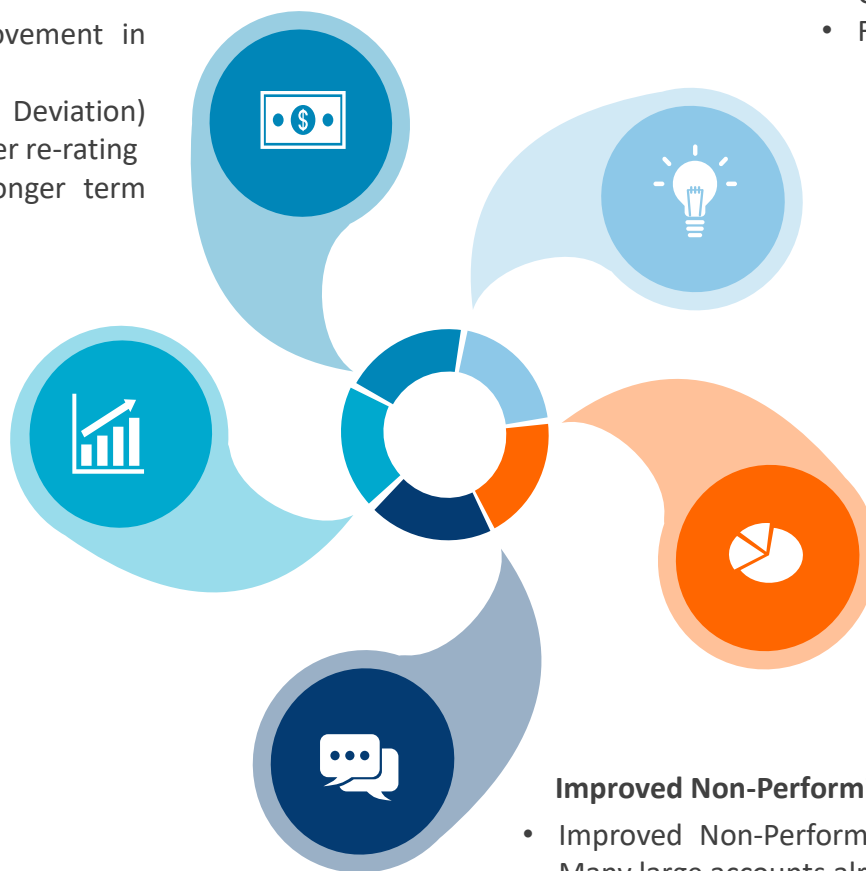 ovement in
Deviation)
er re-rating
onger term
$
Improved Non-Perform
• Improved Non-Perform